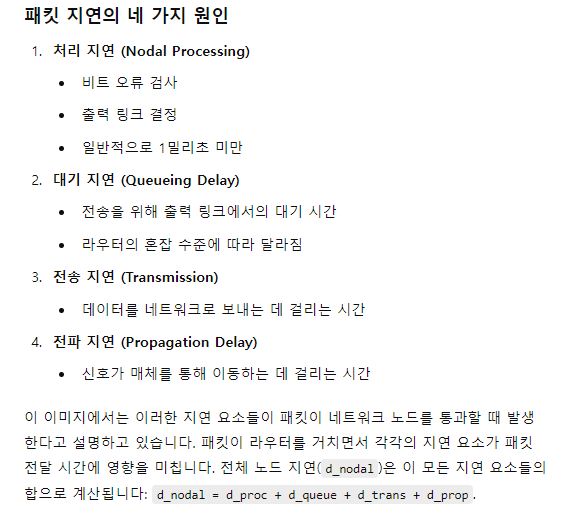 패킷 지연의 네 가지 원인
1. 처리 지연 (Nodal Processing)
• 비트 오류 검사
• 출력 링크 결정
• 일반적으로 1밀리초 미만
2. 대기 지연 (Queueing Delay)
• 전송을 위해 출력 링크에서의 대기 시간
• 라우터의 혼잡 수준에 따라 달라짐
3. 전송 지연 (Transmission)
• 데이터를 네트워크로 보내는 데 걸리는 시간
4. 전파 지연 (Propagation Delay)
• 신호가 매체를 통해 이동하는 데 걸리는 시간
이 이미지에서는 이러한 지연 요소들이 패킷이 네트워크 노드를 통과할 때 발생
한다고 설명하고 있습니다. 패킷이 라우터를 거치면서 각각의 지연 요소가 패킷
전달 시간에 영향을 미칩니다. 전체 노드 지연(d_nodal)은 이 모든 지연 요소들의
합으로 계산됩니다: d_nodal = d_proc + d_queue + d_trans + d_prop.